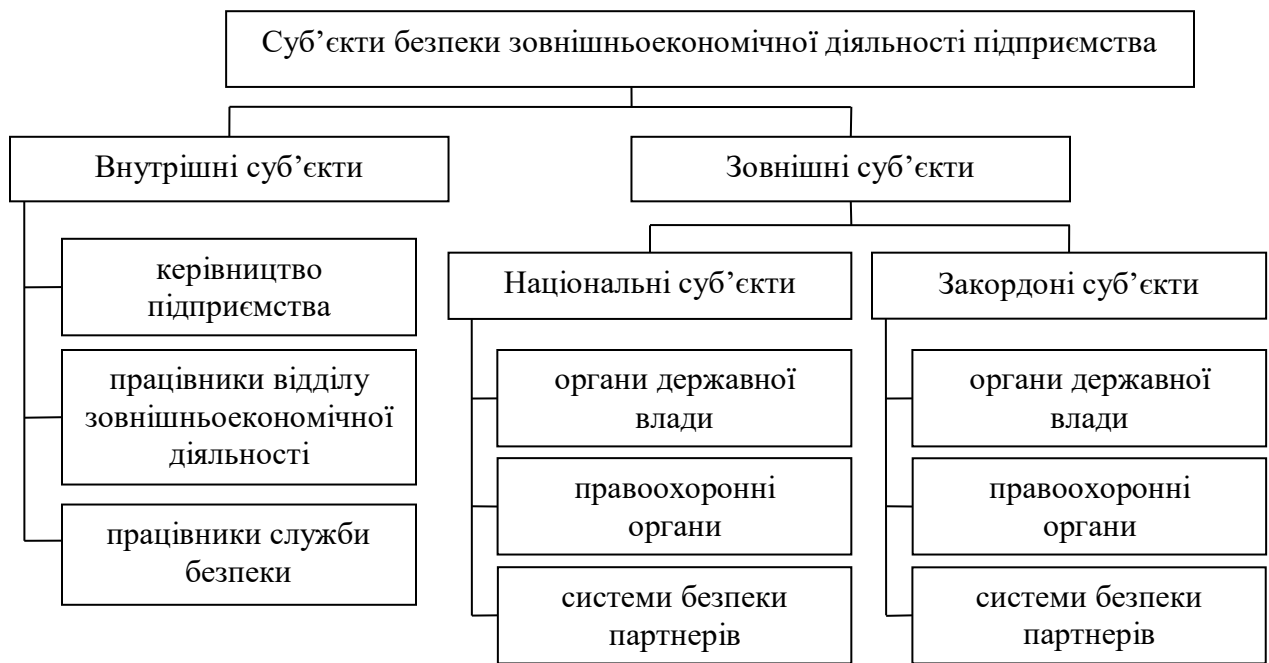 Суб’єкти безпеки зовнішньоекономічної діяльності підприємства
Внутрішні суб’єкти
керівництво
підприємства
працівники відділу
зовнішньоекономічної
діяльності
працівники служби
безпеки
Зовнішні суб’єкти
Національні суб’єкти
органи державної
влади
правоохоронні
органи
системи безпеки
партнерів
Закордоні суб’єкти
органи державної
влади
правоохоронні
органи
системи безпеки
партнерів